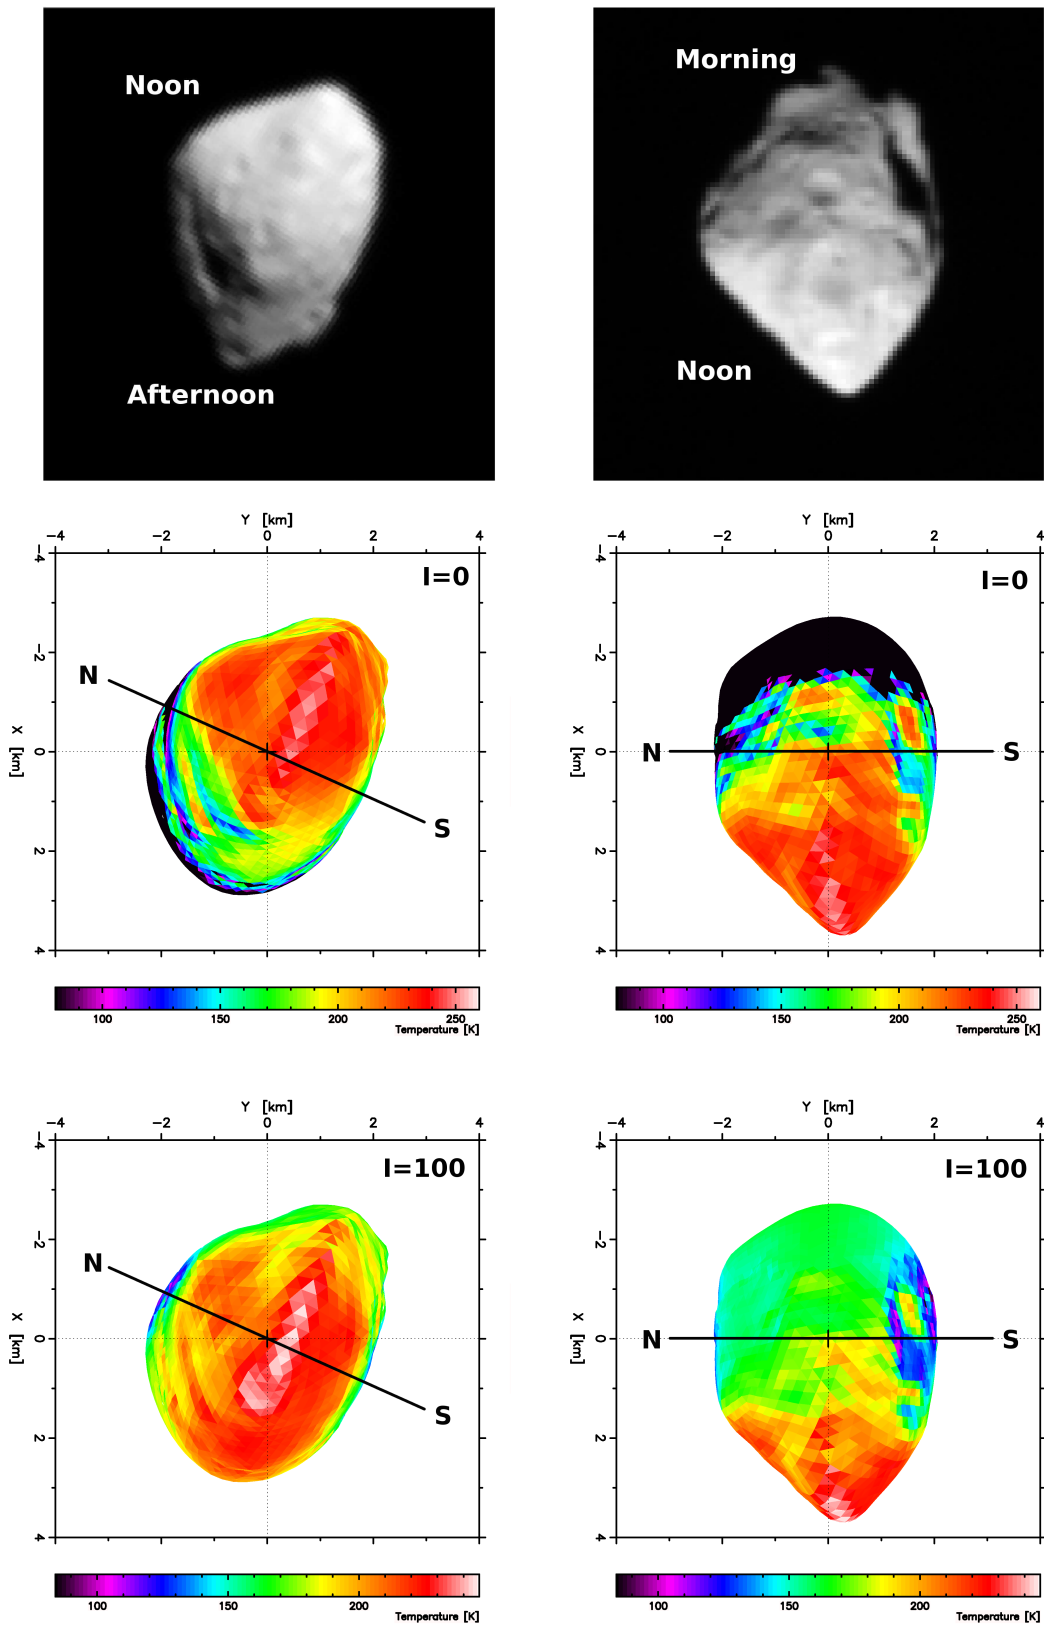 Noon
Morning
Afternoon
Noon
Y [km]
−4 −2 0 2 4
I=0
N
S
X [km]
−4
−2
0
2
4
100 150 200 250
Temperature [K]
Y [km]
−4 −2 0 2 4
I=0
N
S
X [km]
−4
−2
0
2
4
100 150 200 250
Temperature [K]
Y [km]
−4 −2 0 2 4
I=100
N
S
X [km]
−4
−2
0
2
4
100 150 200
Temperature [K]
Y [km]
−4 −2 0 2 4
I=100
N
S
X [km]
−4
−2
0
2
4
100 150 200
Temperature [K]